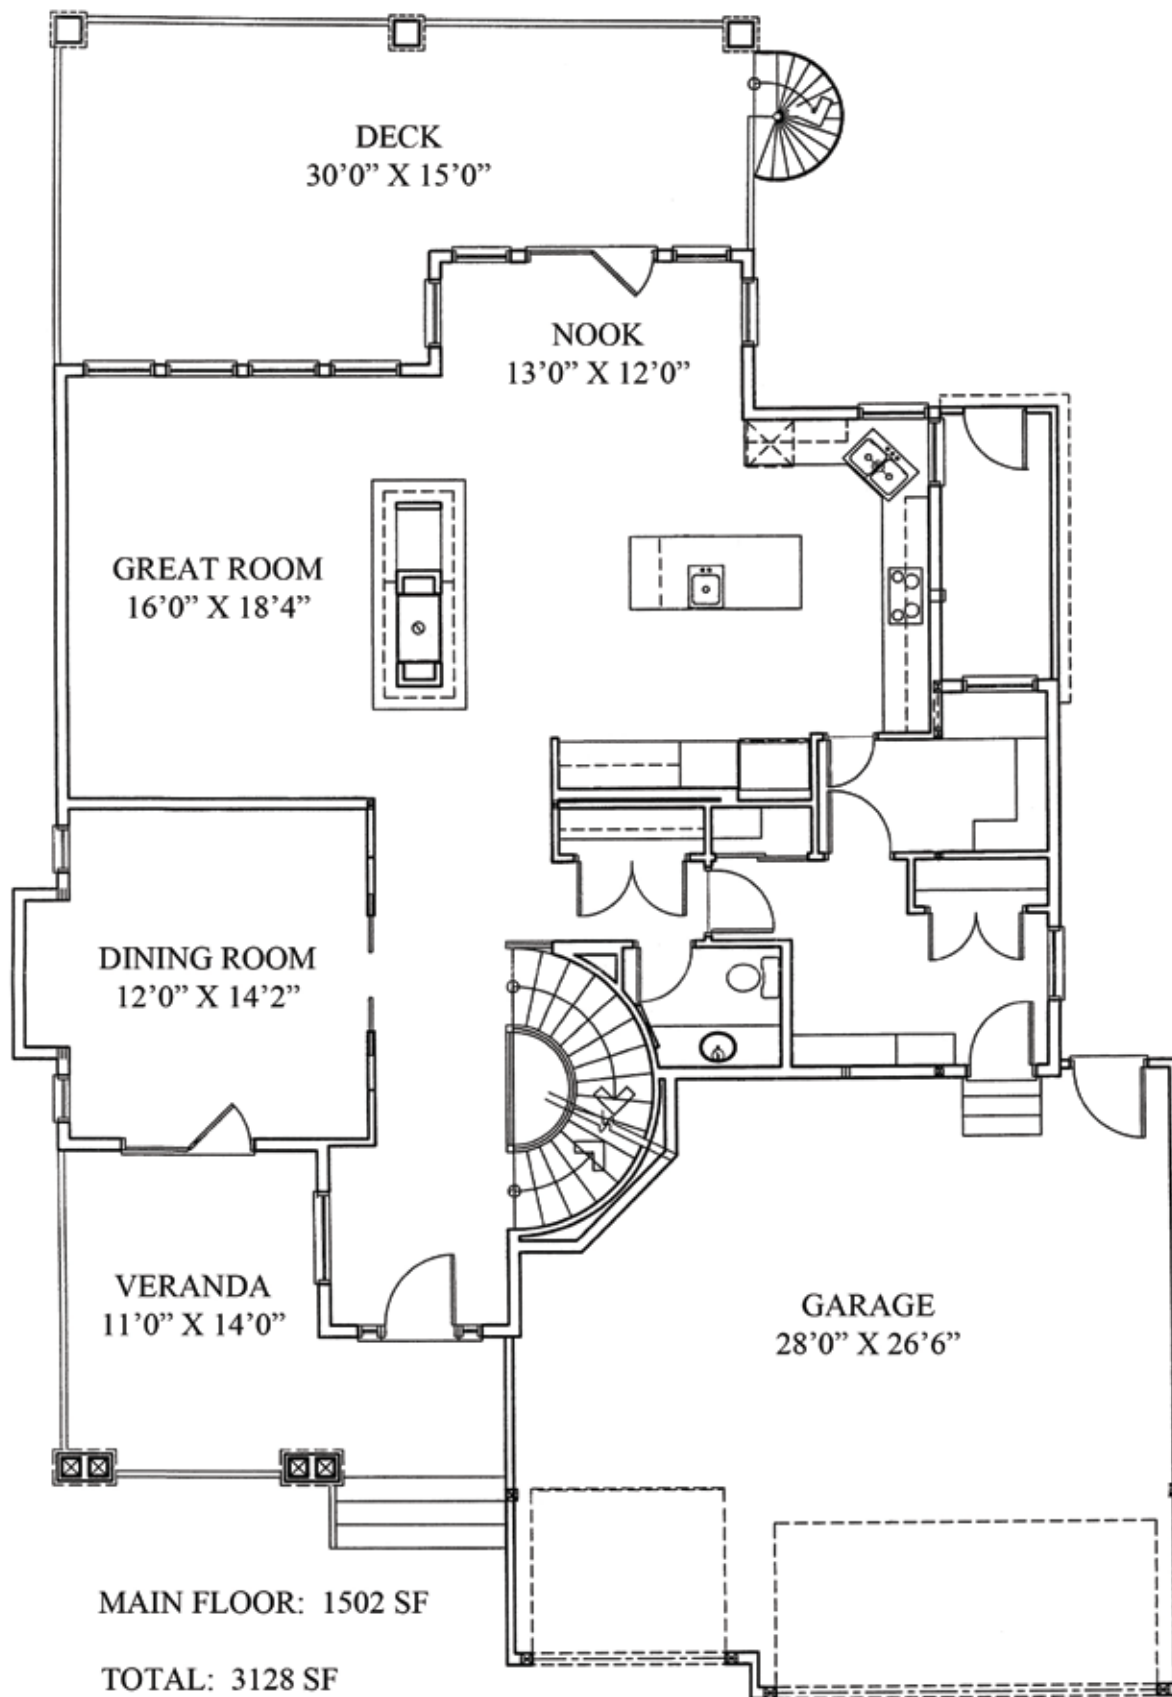 DECK
30’0” X 15’0”
NOOK
13’0” X 12’0”
GREAT ROOM
16’0” X 18’4”
DINING ROOM
12’0” X 14’2”
VERANDA
11’0” X 14’0”
GARAGE
28’0” X 26’6”
MAIN FLOOR: 1502 SF
TOTAL: 3128 SF